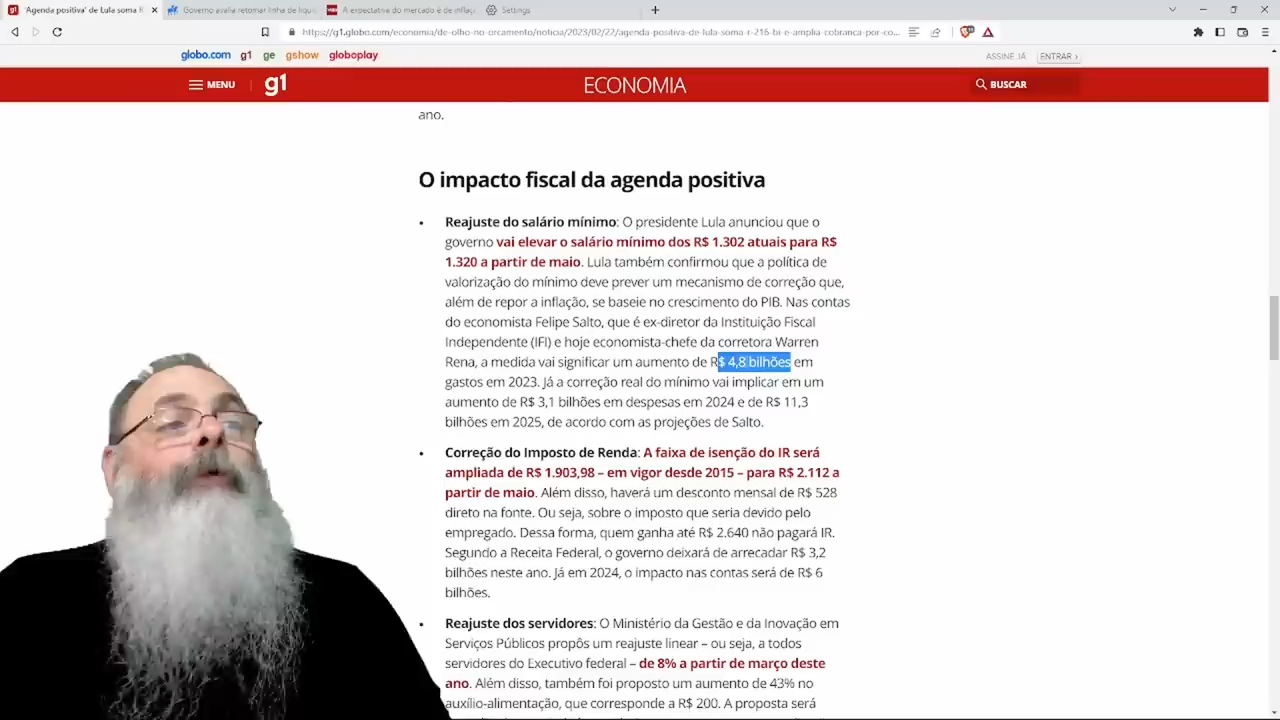 'Agenda positiva' de Lula soma R
Governo avalia retomar linha de liqui
A expectativa do mercado é de inflaç
Settings
https://g1.globo.com/economia/de-olho-no-orcamento/noticia/2023/02/22/agenda-positiva-de-lula-soma-r-216-bi-e-amplia-cobranca-por-co...
globo.com g1 ge gshow globoplay
ASSINE JÁ ENTRAR ›
MENU g1 ECONOMIA BUSCAR
ano.
O impacto fiscal da agenda positiva
• Reajuste do salário mínimo: O presidente Lula anunciou que o
governo vai elevar o salário mínimo dos R$ 1.302 atuais para R$
1.320 a partir de maio. Lula também confirmou que a política de
valorização do mínimo deve prever um mecanismo de correção que,
além de repor a inflação, se baseie no crescimento do PIB. Nas contas
do economista Felipe Salto, que é ex-diretor da Instituição Fiscal
Independente (IFI) e hoje economista-chefe da corretora Warren
Rena, a medida vai significar um aumento de R$ 4,8 bilhões em
gastos em 2023. Já a correção real do mínimo vai implicar em um
aumento de R$ 3,1 bilhões em despesas em 2024 e de R$ 11,3
bilhões em 2025, de acordo com as projeções de Salto.
• Correção do Imposto de Renda: A faixa de isenção do IR será
ampliada de R$ 1.903,98 – em vigor desde 2015 – para R$ 2.112 a
partir de maio. Além disso, haverá um desconto mensal de R$ 528
direto na fonte. Ou seja, sobre o imposto que seria devido pelo
empregado. Dessa forma, quem ganha até R$ 2.640 não pagará IR.
Segundo a Receita Federal, o governo deixará de arrecadar R$ 3,2
bilhões neste ano. Já em 2024, o impacto nas contas será de R$ 6
bilhões.
• Reajuste dos servidores: O Ministério da Gestão e da Inovação em
Serviços Públicos propôs um reajuste linear – ou seja, a todos
servidores do Executivo federal – de 8% a partir de março deste
ano. Além disso, também foi proposto um aumento de 43% no
auxílio-alimentação, que corresponde a R$ 200. A proposta será